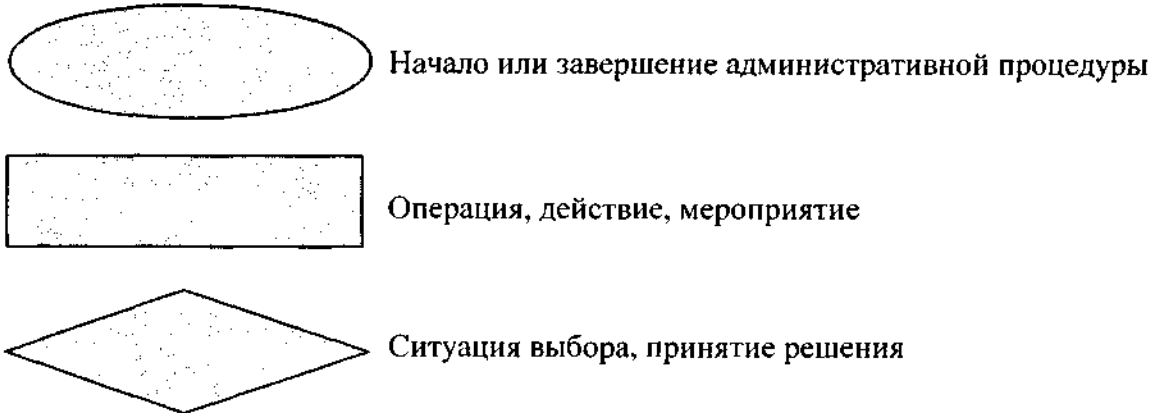 Начало или завершение административной процедуры
Операция, действие, мероприятие
Ситуация выбора, принятие решения